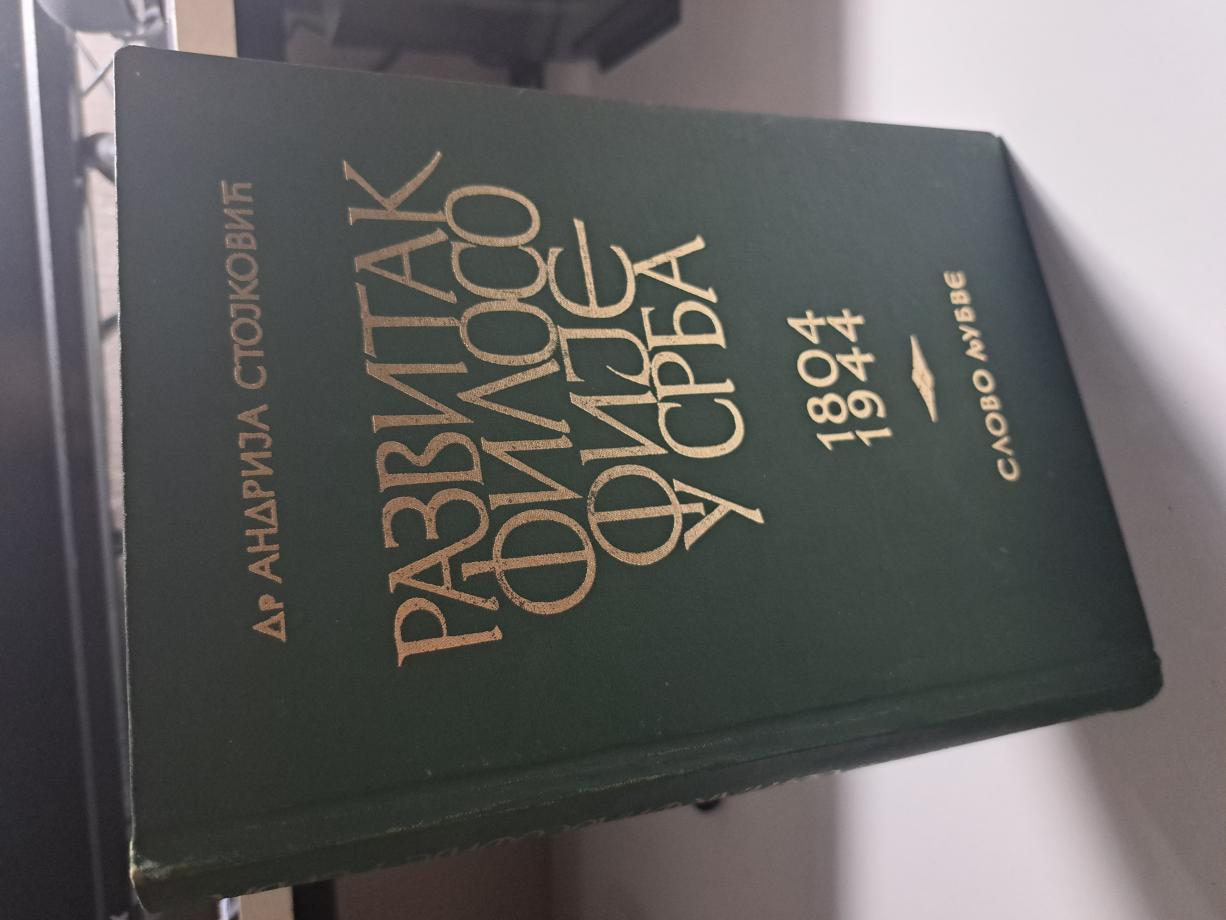 ДР АНДРИЈА СТОЈКОВИЋ
РАЗВИТАК
ФИЛОСО
ФИЈЕ
У СРБА
1804
1944
СЛОВО ЉУБВЕ